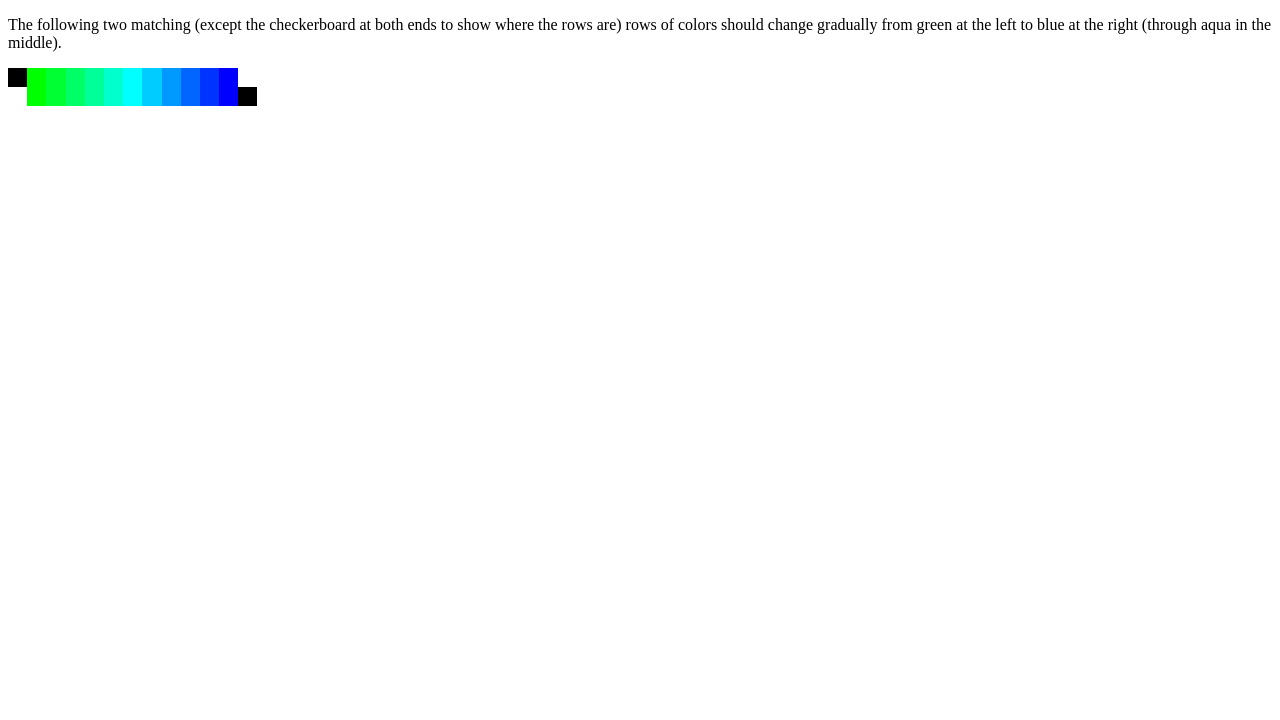 The following two matching (except the checkerboard at both ends to show where the rows are) rows of colors should change gradually from green at the left to blue at the right (through aqua in the
middle).